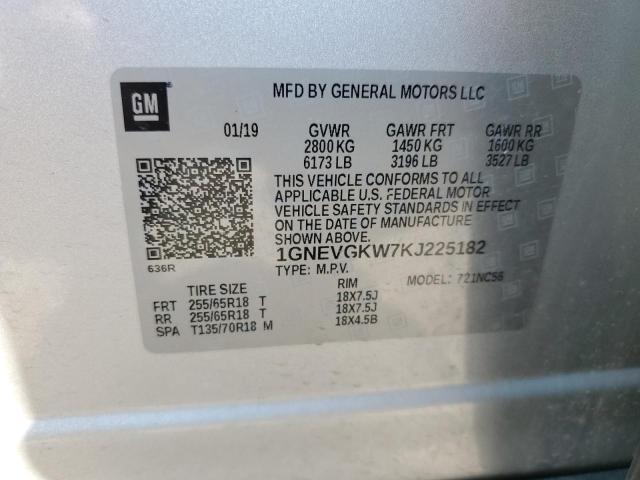 GM
MFD BY GENERAL MOTORS LLC
01/19 GVWR GAWR FRT GAWR RR
2800 KG 1450 KG 1600 KG
6173 LB 3196 LB 3527 LB
THIS VEHICLE CONFORMS TO ALL
APPLICABLE U.S. FEDERAL MOTOR
VEHICLE SAFETY STANDARDS IN EFFECT
ON THE DATE OF MANUFACTURE
SHOWN ABOVE.
1GNEVGKW7KJ225182
636R
TYPE: M.P.V. MODEL: 721NC56
TIRE SIZE RIM
FRT 255/65R18 T 18X7.5J
RR 255/65R18 T 18X7.5J
SPA T135/70R18 M 18X4.5B